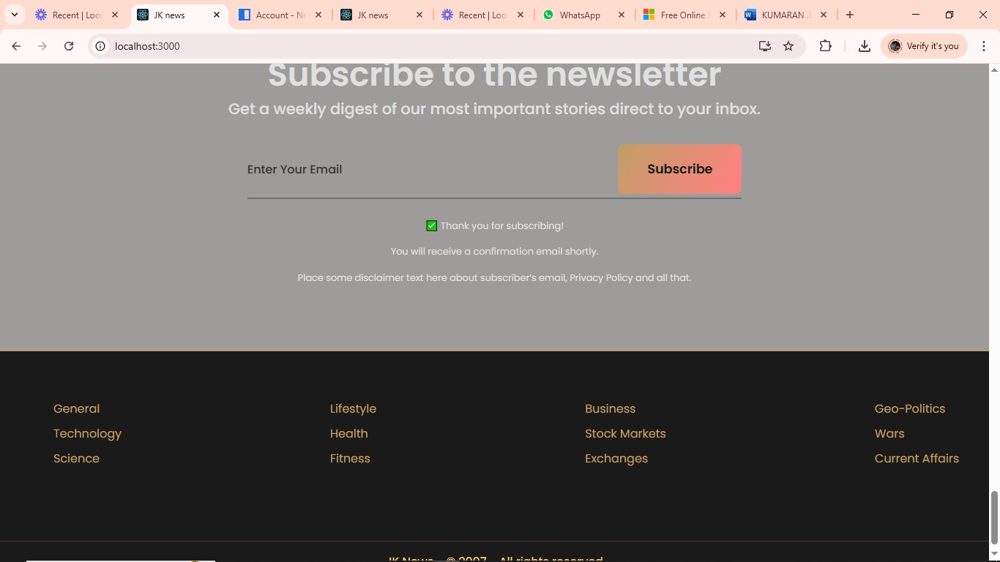 Recent | Loo
JK news
Account - Ne
JK news
Recent | Loo
WhatsApp
Free Online
KUMARAN .
localhost:3000
Verify it's you
Subscribe to the newsletter
Get a weekly digest of our most important stories direct to your inbox.
Enter Your Email
Subscribe
✅ Thank you for subscribing!
You will receive a confirmation email shortly.
Place some disclaimer text here about subscriber's email, Privacy Policy and all that.
General
Lifestyle
Business
Geo-Politics
Technology
Health
Stock Markets
Wars
Science
Fitness
Exchanges
Current Affairs
JK News - © 2007 - All rights reserved